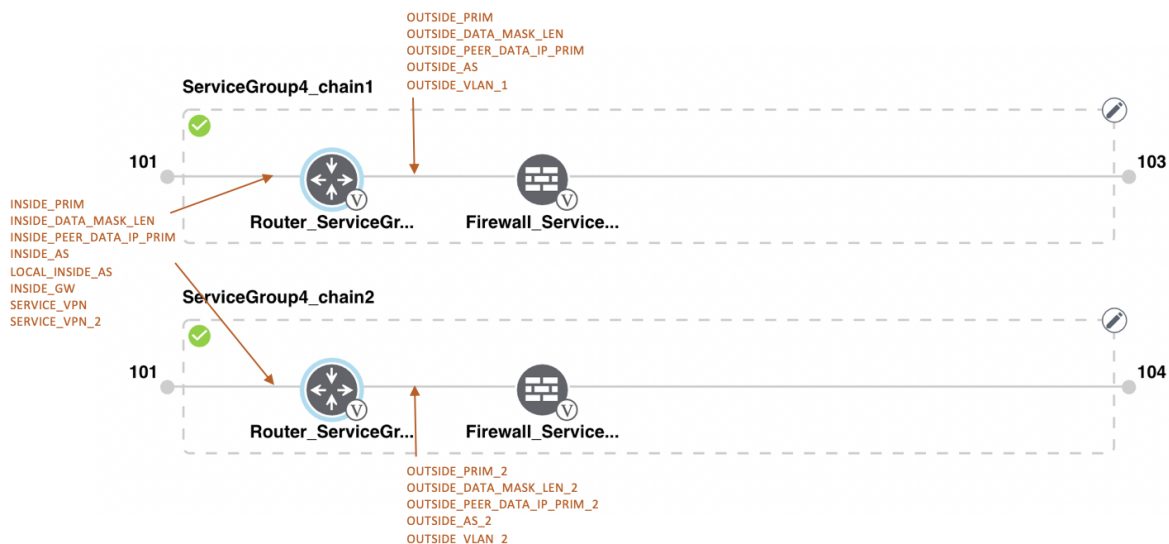 OUTSIDE_PRIM
OUTSIDE_DATA_MASK_LEN
OUTSIDE_PEER_DATA_IP_PRIM
OUTSIDE_AS
OUTSIDE_VLAN_1
ServiceGroup4_chain1
101
103
V
V
Router_ServiceGr...
Firewall_Service...
INSIDE_PRIM
INSIDE_DATA_MASK_LEN
INSIDE_PEER_DATA_IP_PRIM
INSIDE_AS
LOCAL_INSIDE_AS
INSIDE_GW
SERVICE_VPN
SERVICE_VPN_2
ServiceGroup4_chain2
101
104
V
V
Router_ServiceGr...
Firewall_Service...
OUTSIDE_PRIM_2
OUTSIDE_DATA_MASK_LEN_2
OUTSIDE_PEER_DATA_IP_PRIM_2
OUTSIDE_AS_2
OUTSIDE_VLAN_2